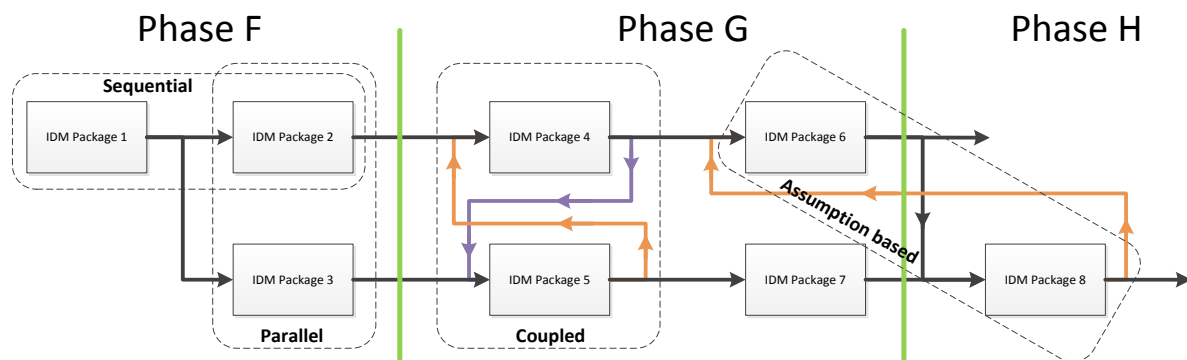 Phase F
Phase G
Phase H
Sequential
IDM Package 1
IDM Package 2
IDM Package 4
IDM Package 6
Assumption based
IDM Package 3
IDM Package 5
IDM Package 7
IDM Package 8
Parallel
Coupled